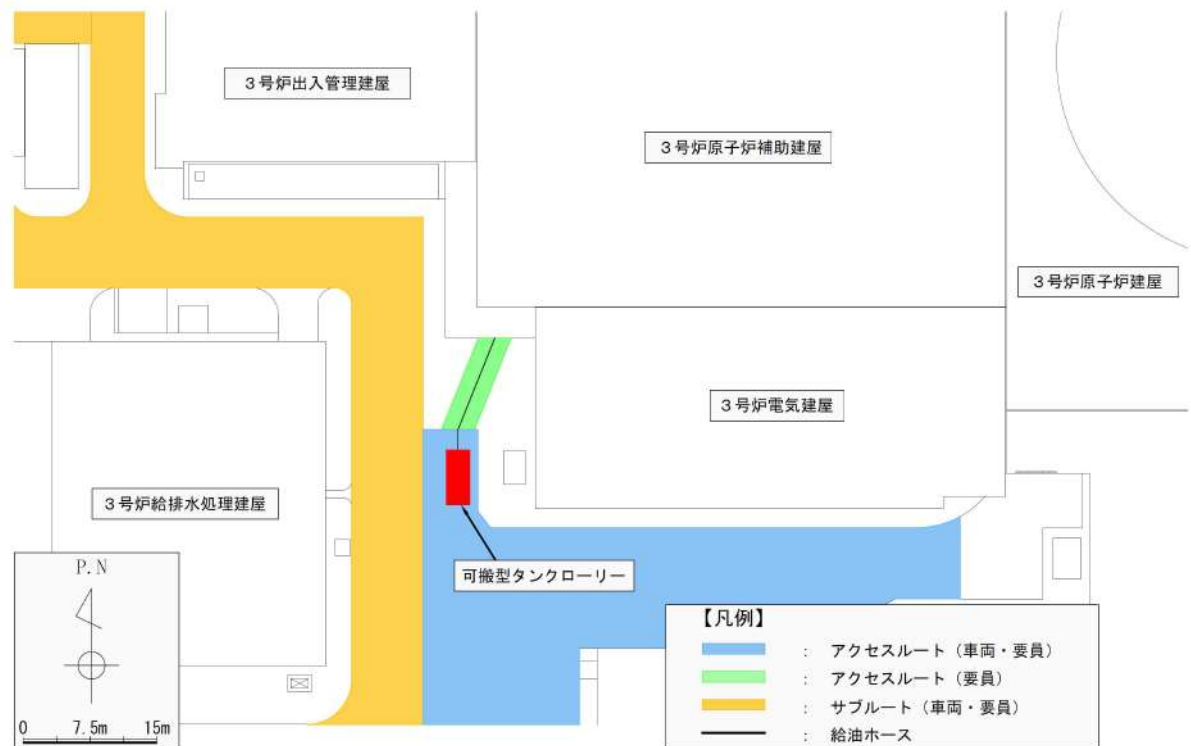 3号炉出入管理建屋
3号炉原子炉補助建屋
3号炉原子炉建屋
3号炉電気建屋
3号炉給排水処理建屋
可搬型タンクローリー
P.N
0 7.5m 15m
【凡例】
： アクセスルート（車両・要員）
： アクセスルート（要員）
： サブルート（車両・要員）
： 給油ホース